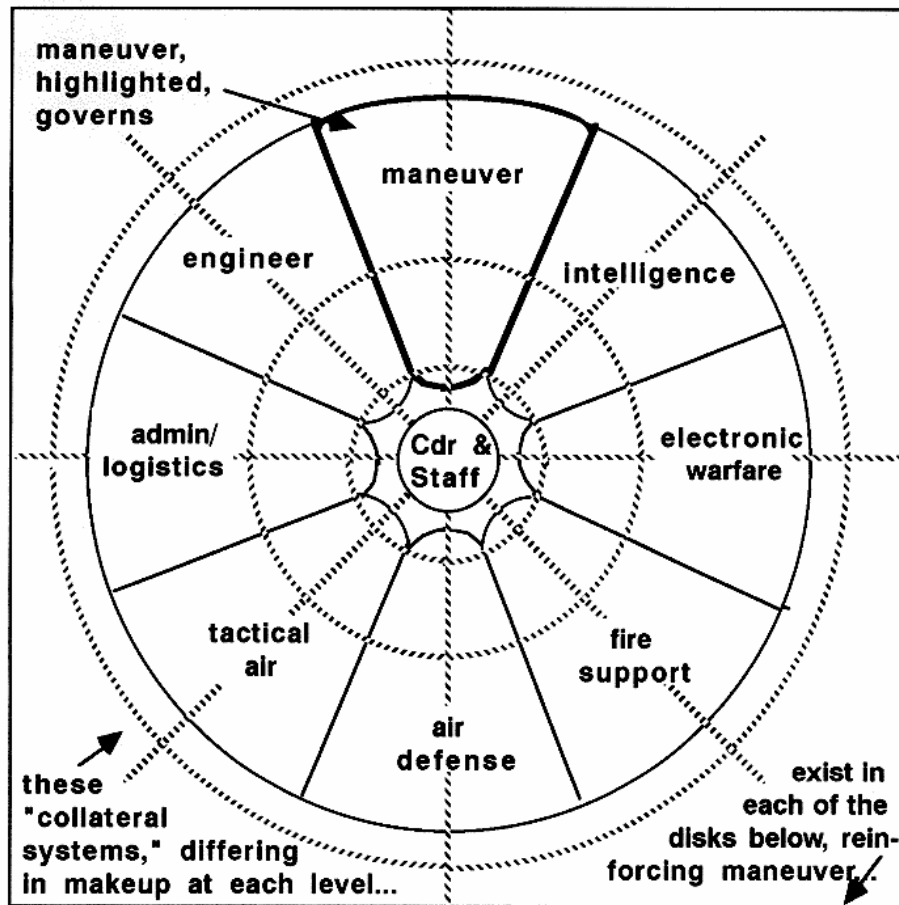 maneuver,
highlighted,
governs
maneuver
engineer
intelligence
admin/
logistics
Cdr &
Staff
electronic
warfare
tactical
air
fire
support
air
defense
these
"collateral
systems," differing
in makeup at each level...
exist in
each of the
disks below, rein-
forcing maneuver...